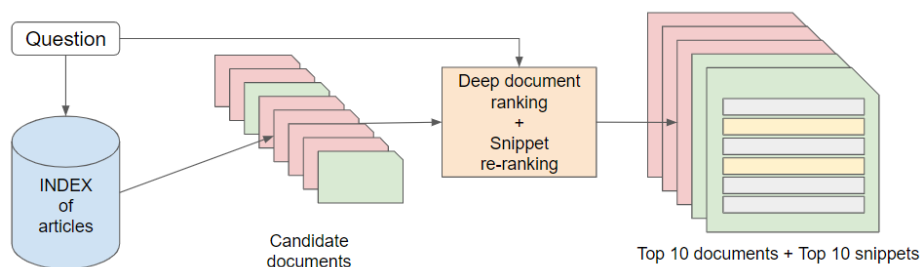 Question
INDEX
of
articles
Candidate
documents
Deep document
ranking
+
Snippet
re-ranking
Top 10 documents + Top 10 snippets